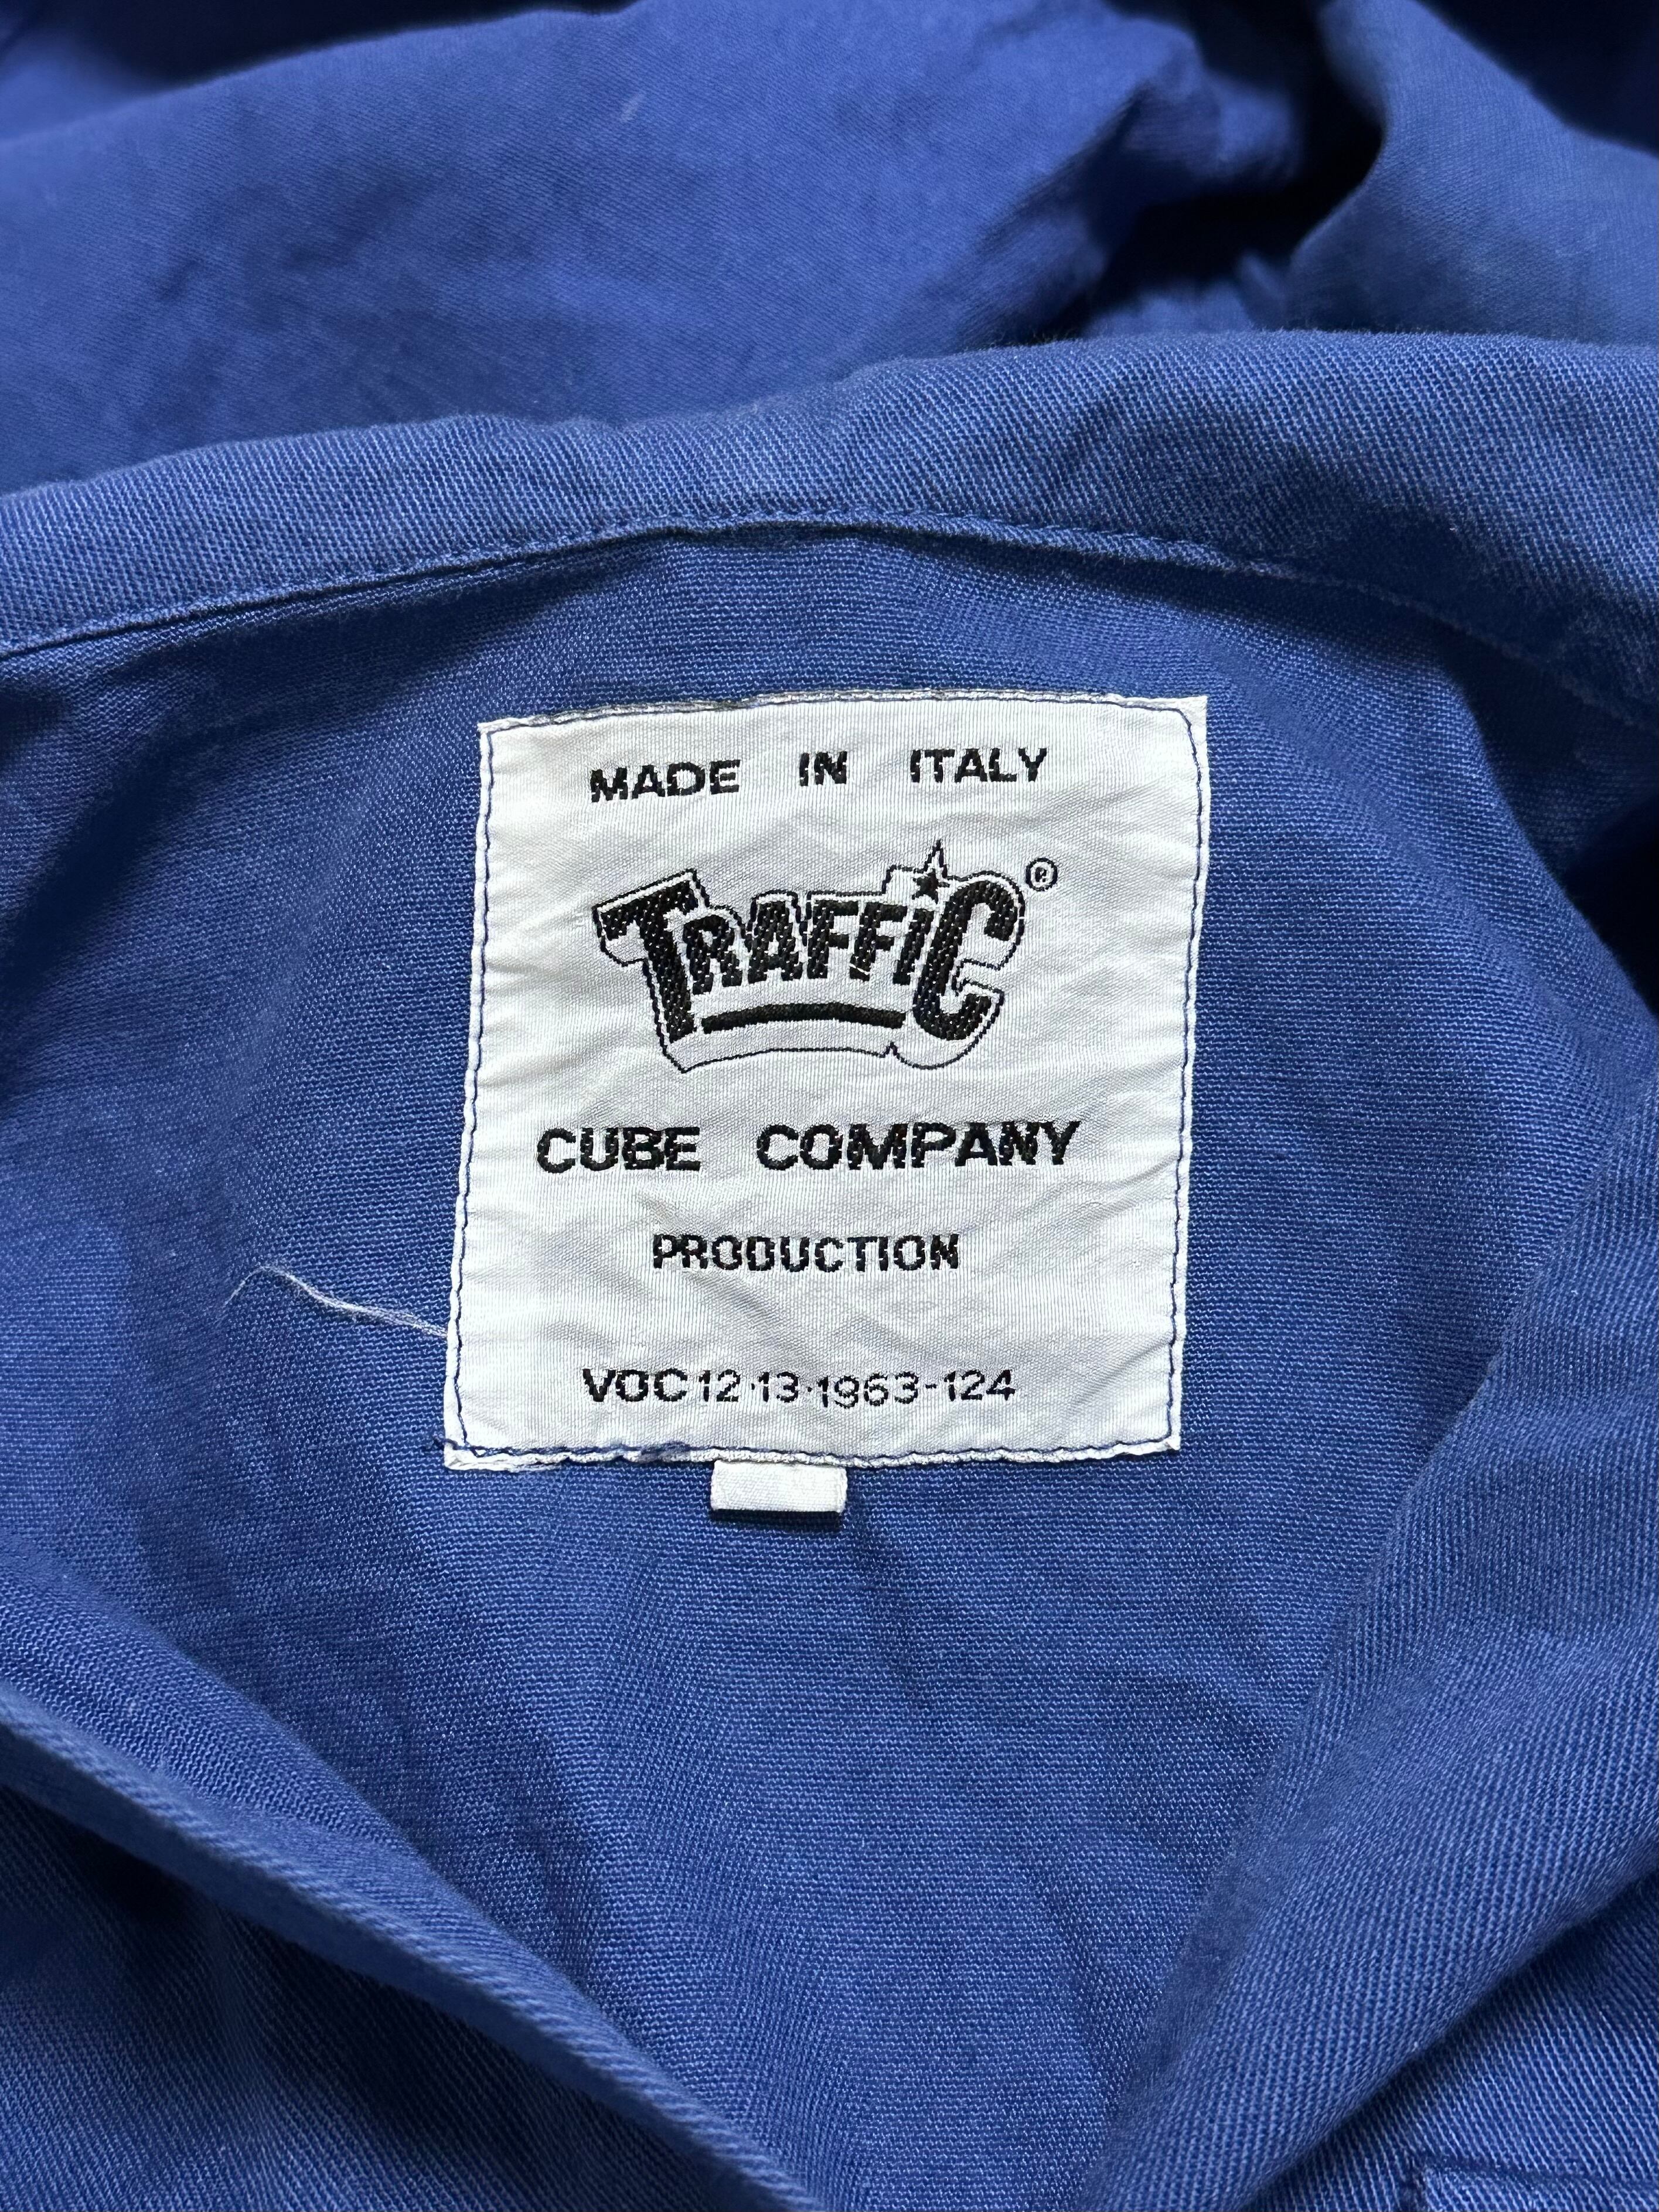 MADE IN ITALY
TRAFFiC ®
CUBE COMPANY
PRODUCTION
VOC 12·13·1963-124